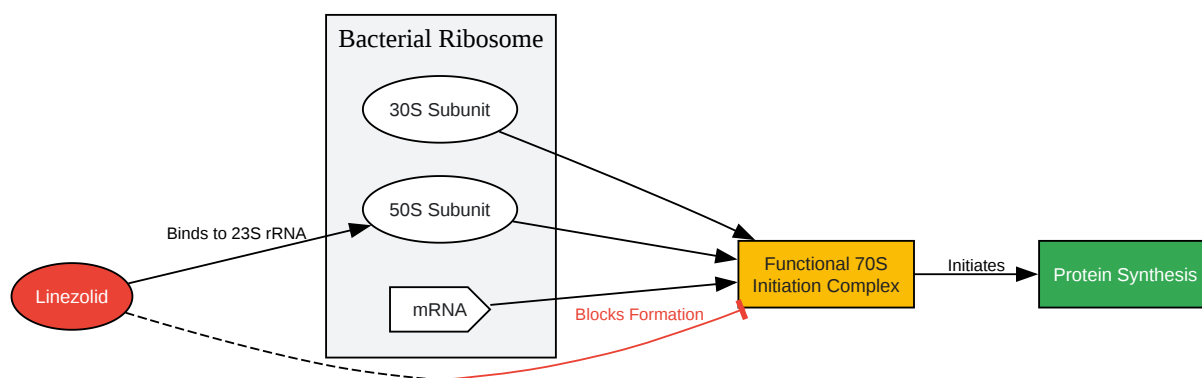 Bacterial Ribosome
30S Subunit
50S Subunit
Binds to 23S rRNA
Linezolid
mRNA
Blocks Formation
Functional 70S
Initiation Complex
Initiates
Protein Synthesis